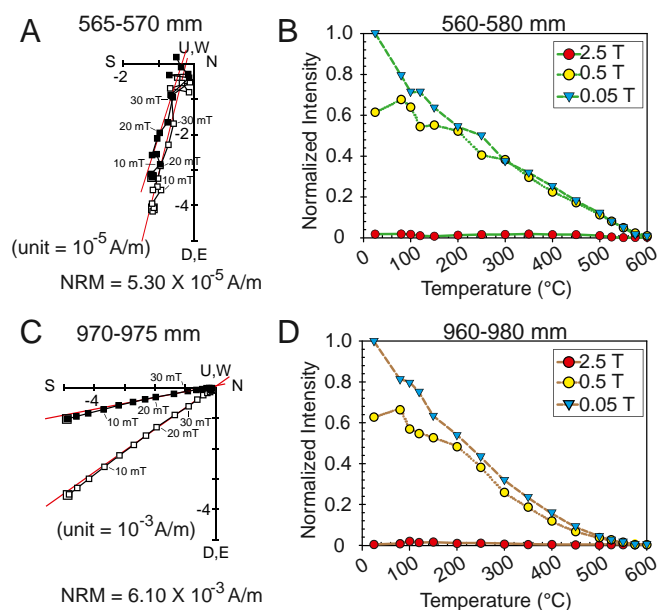 A
565-570 mm
U,W
S
N
-2
30 mT
30 mT
-2
20 mT
20 mT
10 mT
10 mT
-4
(unit = 10⁻⁵ A/m)
D,E
NRM = 5.30 X 10⁻⁵ A/m
B
560-580 mm
1.0
0.8
0.6
0.4
0.2
0
Normalized Intensity
2.5 T
0.5 T
0.05 T
0
100
200
300
400
500
600
Temperature (°C)
C
970-975 mm
U,W
S
N
30 mT
-4
20 mT
30 mT
10 mT
20 mT
10 mT
-4
(unit = 10⁻³ A/m)
D,E
NRM = 6.10 X 10⁻³ A/m
D
960-980 mm
1.0
0.8
0.6
0.4
0.2
0
Normalized Intensity
2.5 T
0.5 T
0.05 T
0
100
200
300
400
500
600
Temperature (°C)